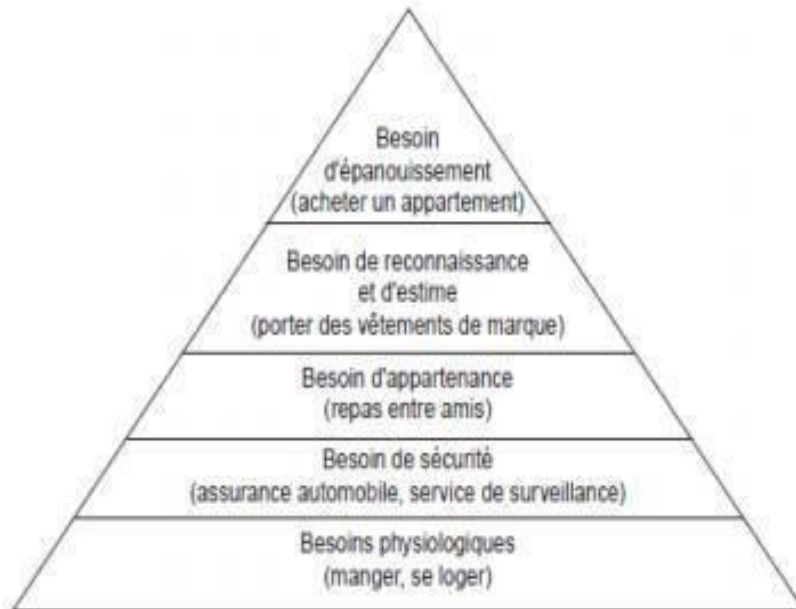 Besoin
d'épanouissement
(acheter un appartement)
Besoin de reconnaissance
et d'estime
(porter des vêtements de marque)
Besoin d'appartenance
(repas entre amis)
Besoin de sécurité
(assurance automobile, service de surveillance)
Besoins physiologiques
(manger, se loger)